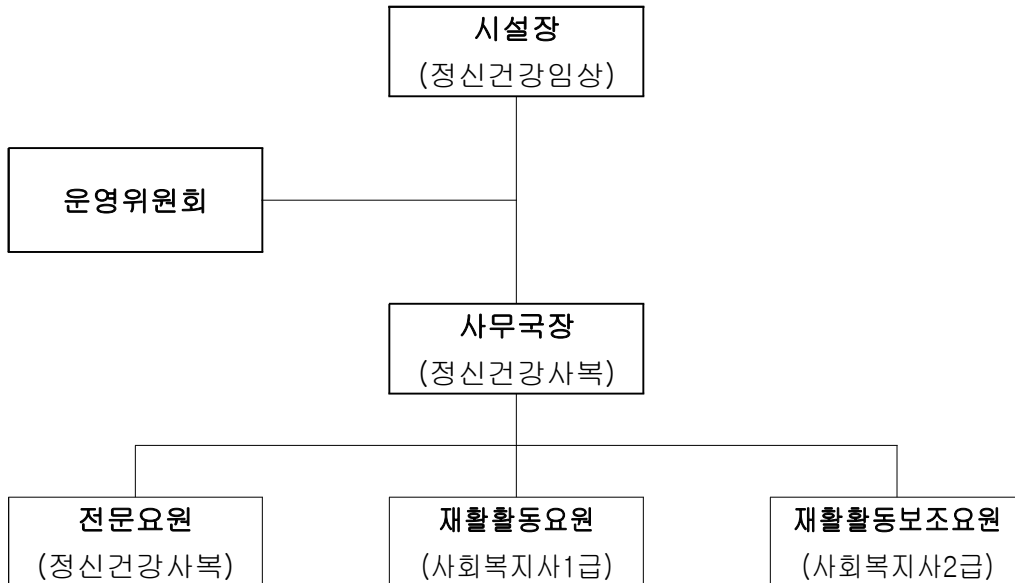 시설장
(정신건강임상)
운영위원회
사무국장
(정신건강사복)
전문요원
(정신건강사복)
재활활동요원
(사회복지사1급)
재활활동보조요원
(사회복지사2급)